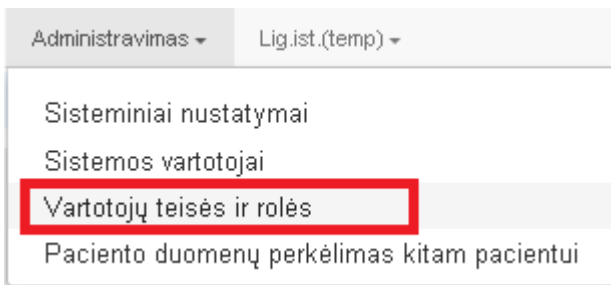 Administravimas Lig.ist.(temp)
Sisteminiai nustatymai
Sistemos vartotojai
Vartotojų teisės ir rolės
Paciento duomenų perkėlimas kitam pacientui